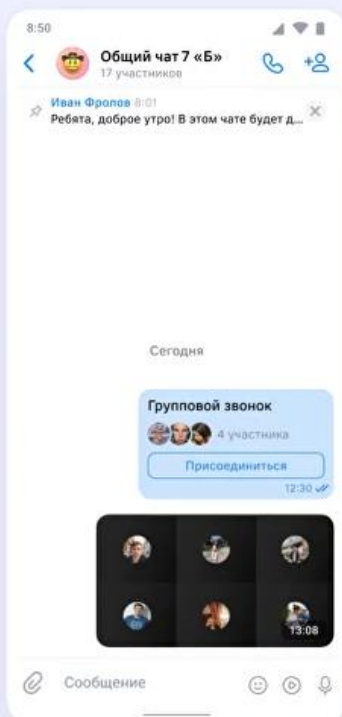 8:50
Общий чат 7 «Б»
17 участников
Иван Фролов 8:01
Ребята, доброе утро! В этом чате будет д...
Сегодня
Групповой звонок
4 участника
Присоединиться
12:30
13:08
Сообщение